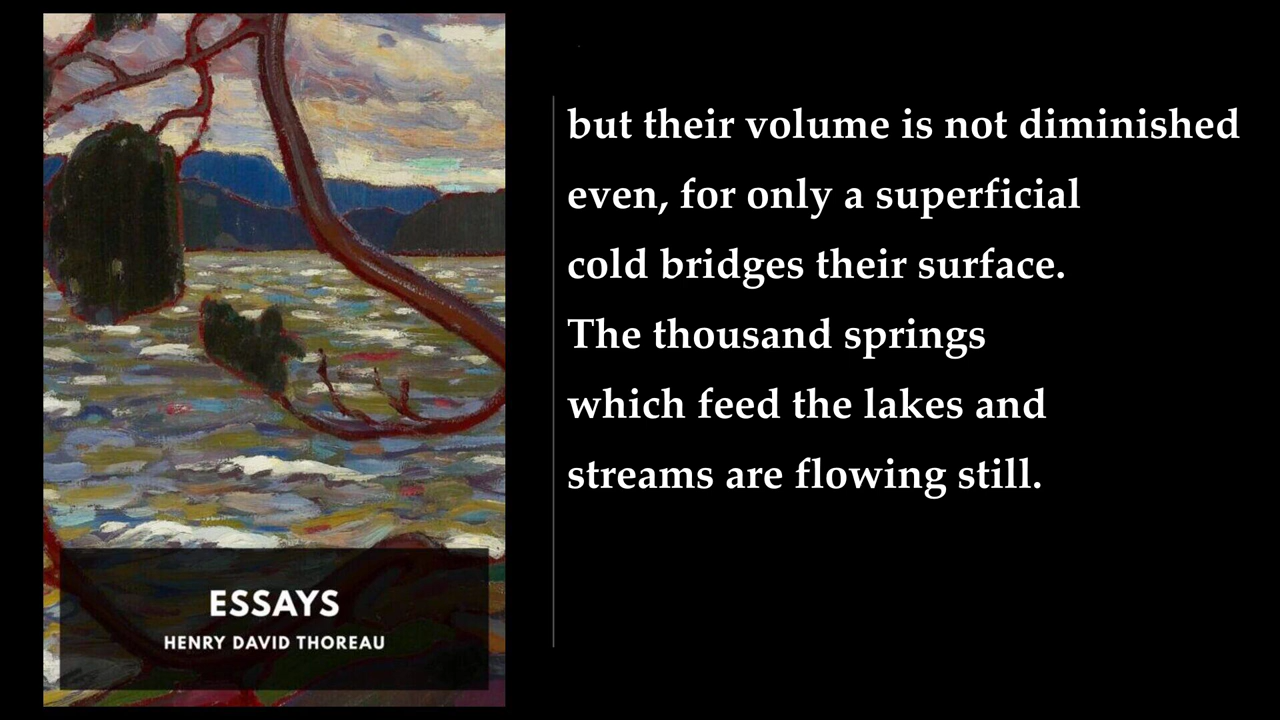 but their volume is not diminished
even, for only a superficial
cold bridges their surface.
The thousand springs
which feed the lakes and
streams are flowing still.
ESSAYS
HENRY DAVID THOREAU